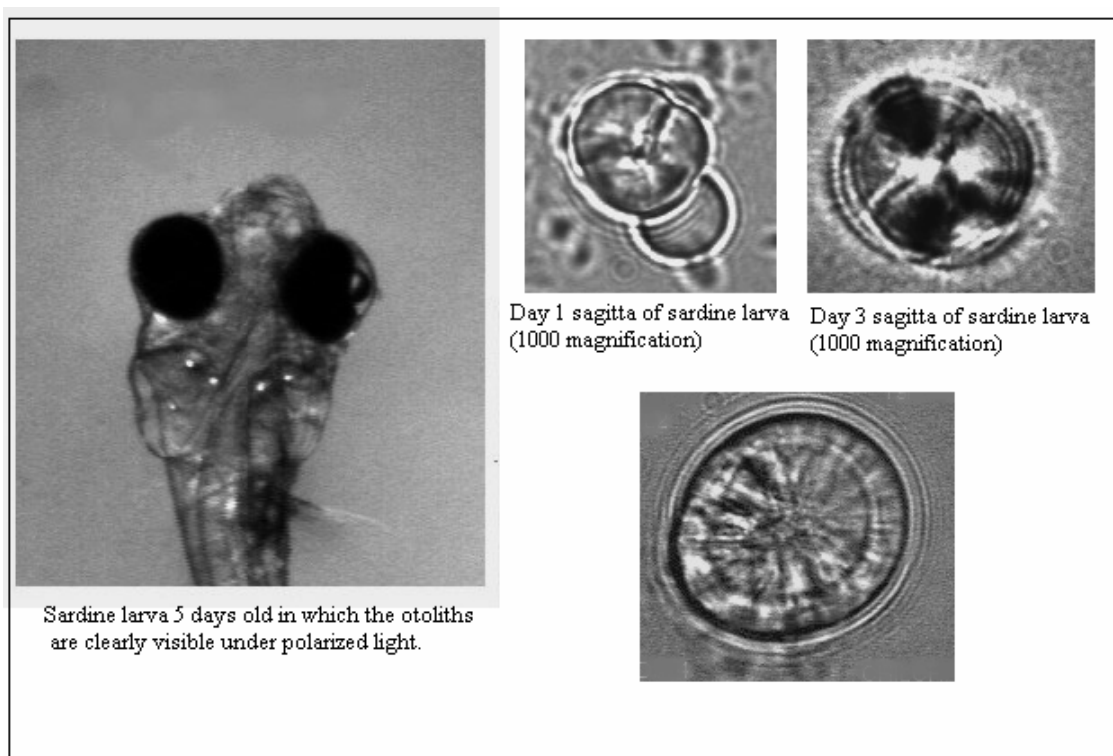 Day 1 sagitta of sardine larva
(1000 magnification)
Day 3 sagitta of sardine larva
(1000 magnification)
Sardine larva 5 days old in which the otoliths
are clearly visible under polarized light.